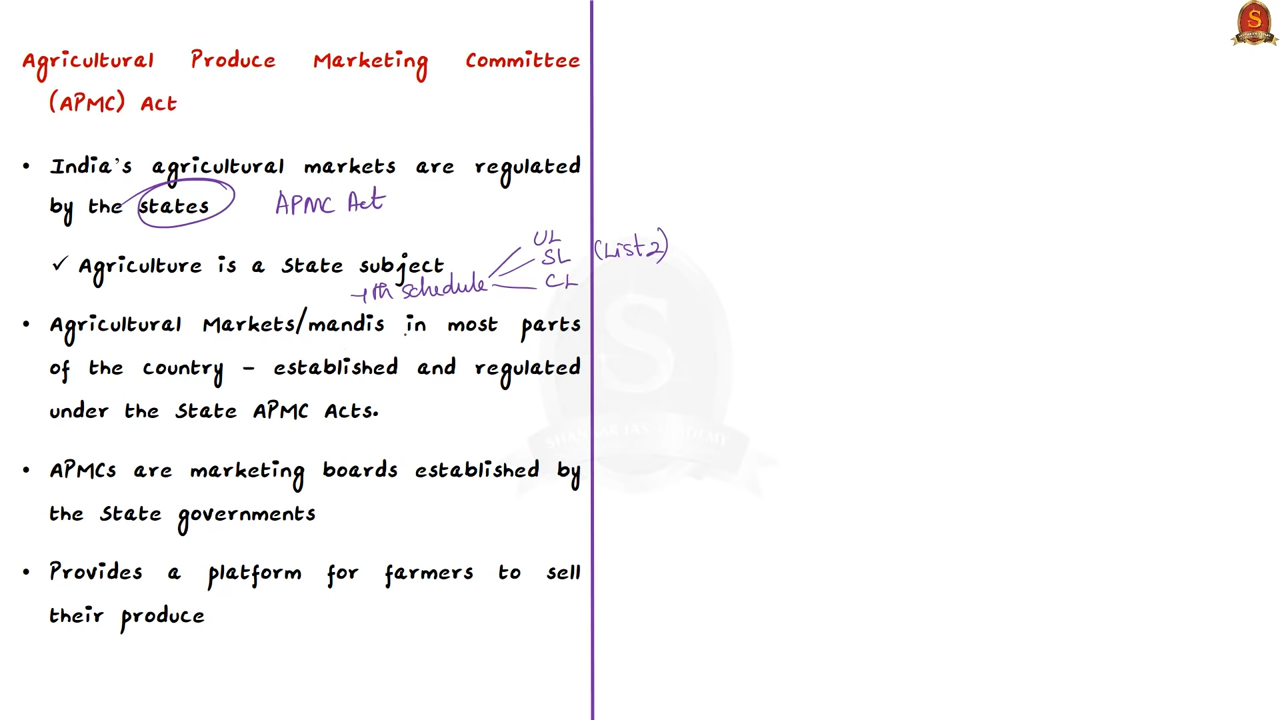 Agricultural Produce Marketing Committee
(APMC) Act
• India's agricultural markets are regulated
by the states APMC Act
UL
SL (List 2)
✓ Agriculture is a State subject
7th schedule CL
• Agricultural Markets/mandis in most parts
of the country – established and regulated
under the State APMC Acts.
SHANKAR IAS ACADEMY
• APMCs are marketing boards established by
the State governments
• Provides a platform for farmers to sell
their produce